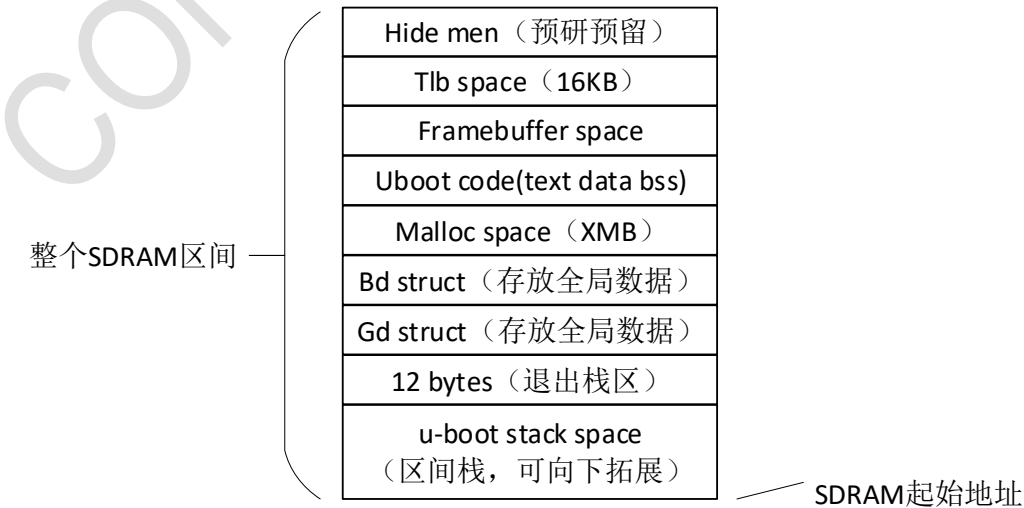 Hide men（预研预留）
Tlb space（16KB）
Framebuffer space
Uboot code(text data bss)
Malloc space（XMB）
整个SDRAM区间
Bd struct（存放全局数据）
Gd struct（存放全局数据）
12 bytes（退出栈区）
u-boot stack space
（区间栈，可向下拓展）
SDRAM起始地址